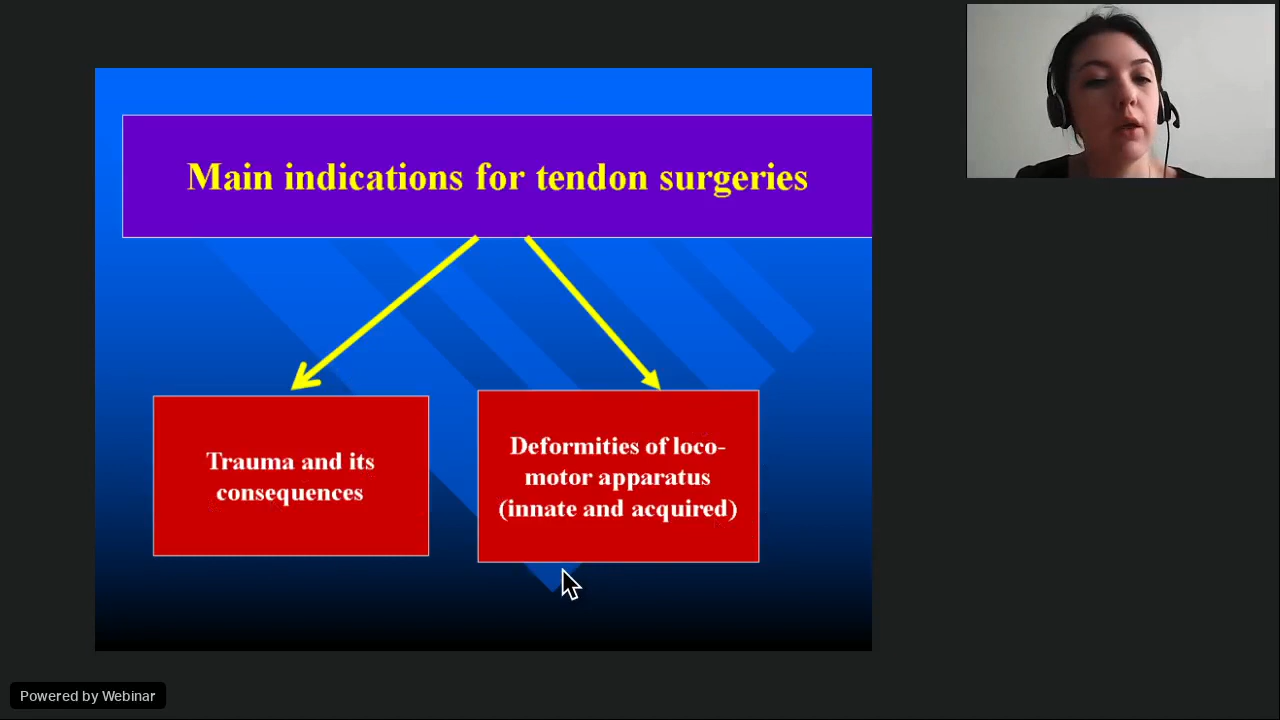 Main indications for tendon surgeries
Trauma and its
consequences
Deformities of loco-
motor apparatus
(innate and acquired)
Powered by Webinar